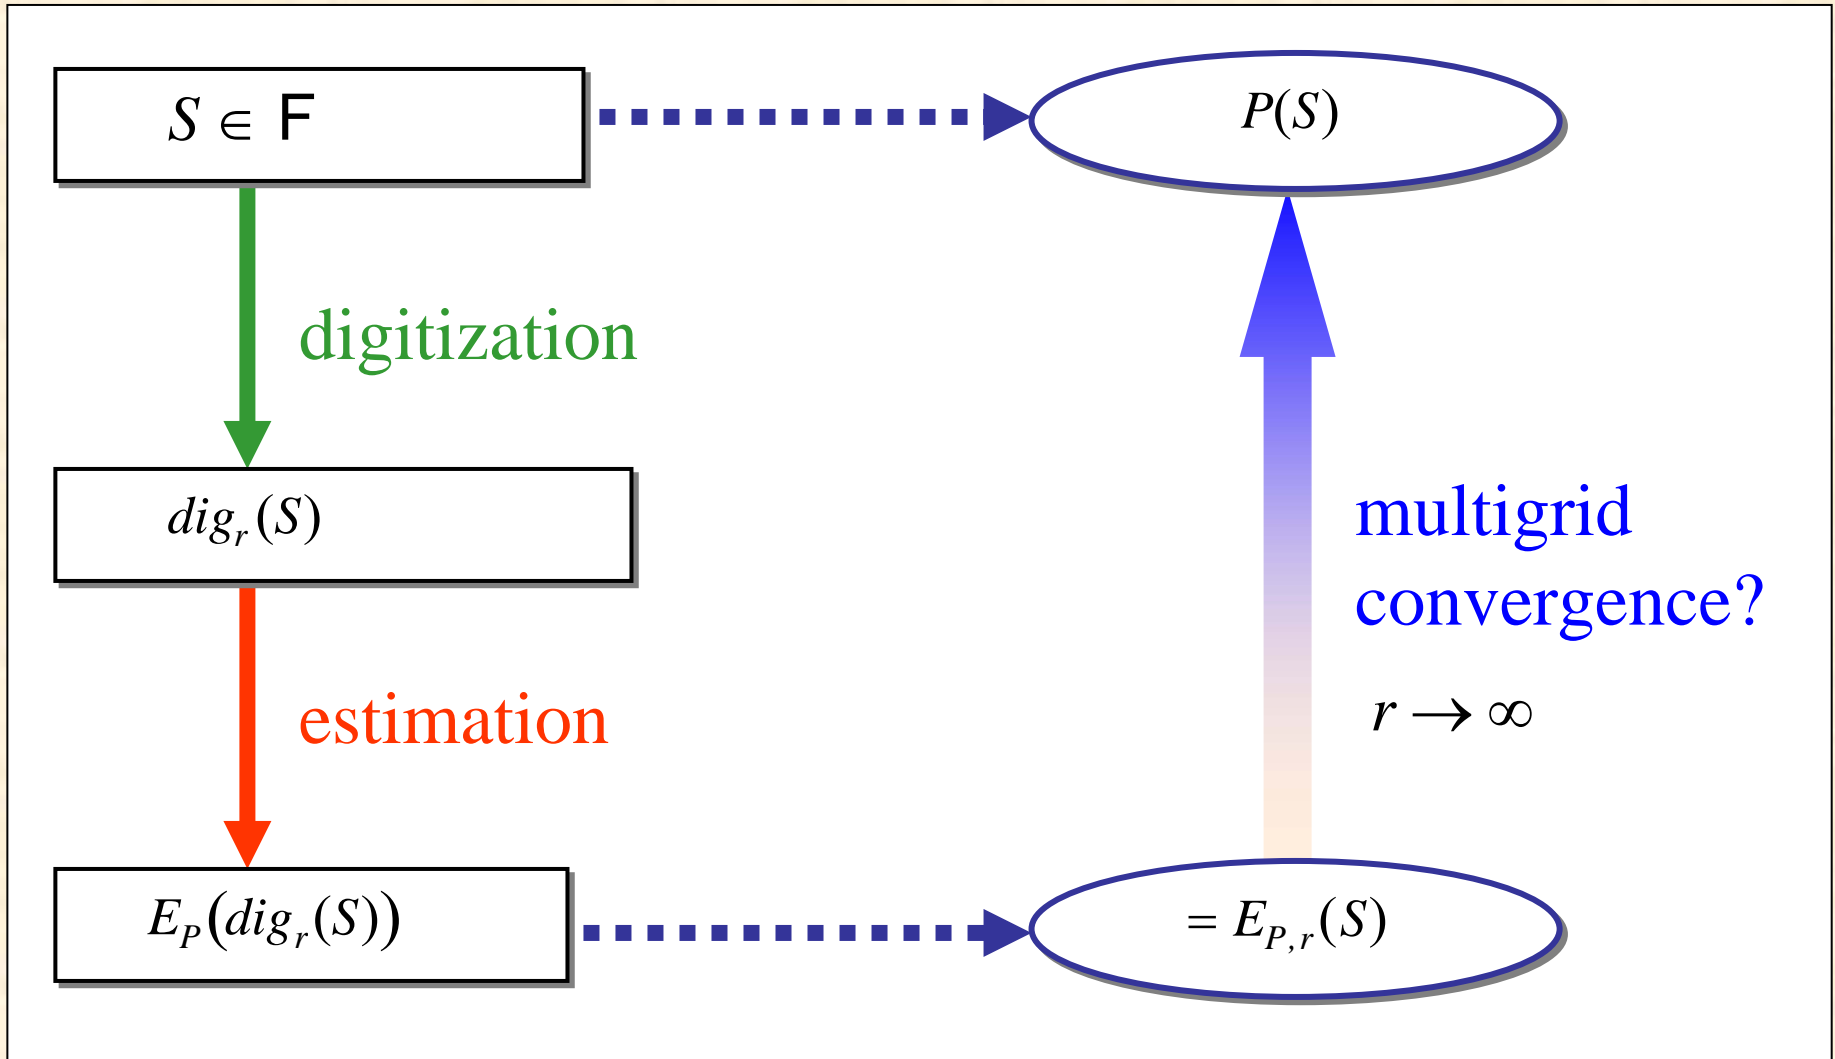 S ∈ F
P(S)
digitization
dig_r(S)
multigrid
convergence?
estimation
r → ∞
E_P(dig_r(S))
= E_{P,r}(S)